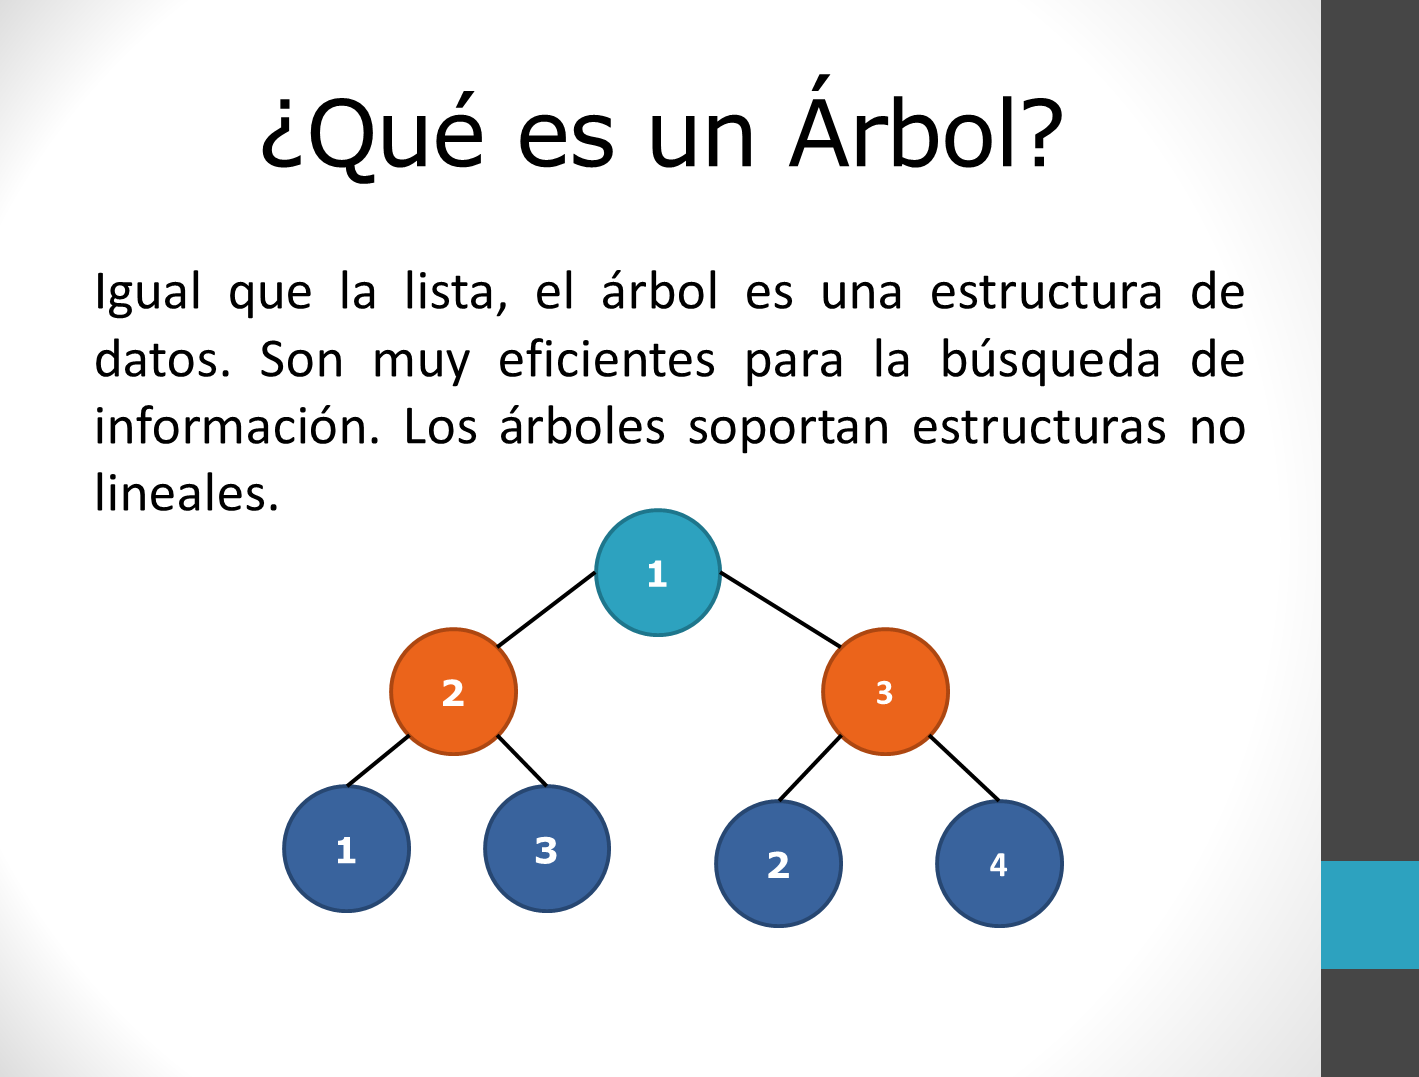 ¿Qué es un Árbol?
Igual que la lista, el árbol es una estructura de
datos. Son muy eficientes para la búsqueda de
información. Los árboles soportan estructuras no
lineales.
1
2
3
1
3
2
4